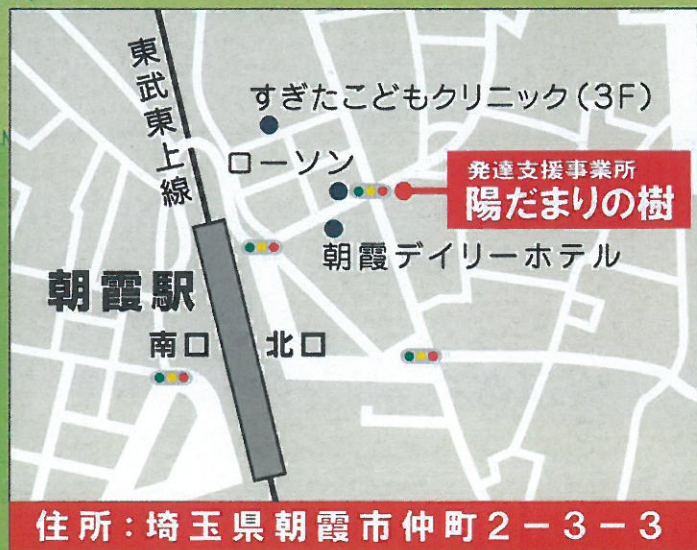 東武東上線
すぎたこどもクリニック(3F)
ローソン
発達支援事業所
陽だまりの樹
朝霞デイリーホテル
朝霞駅
南口
北口
住所:埼玉県朝霞市仲町2-3-3